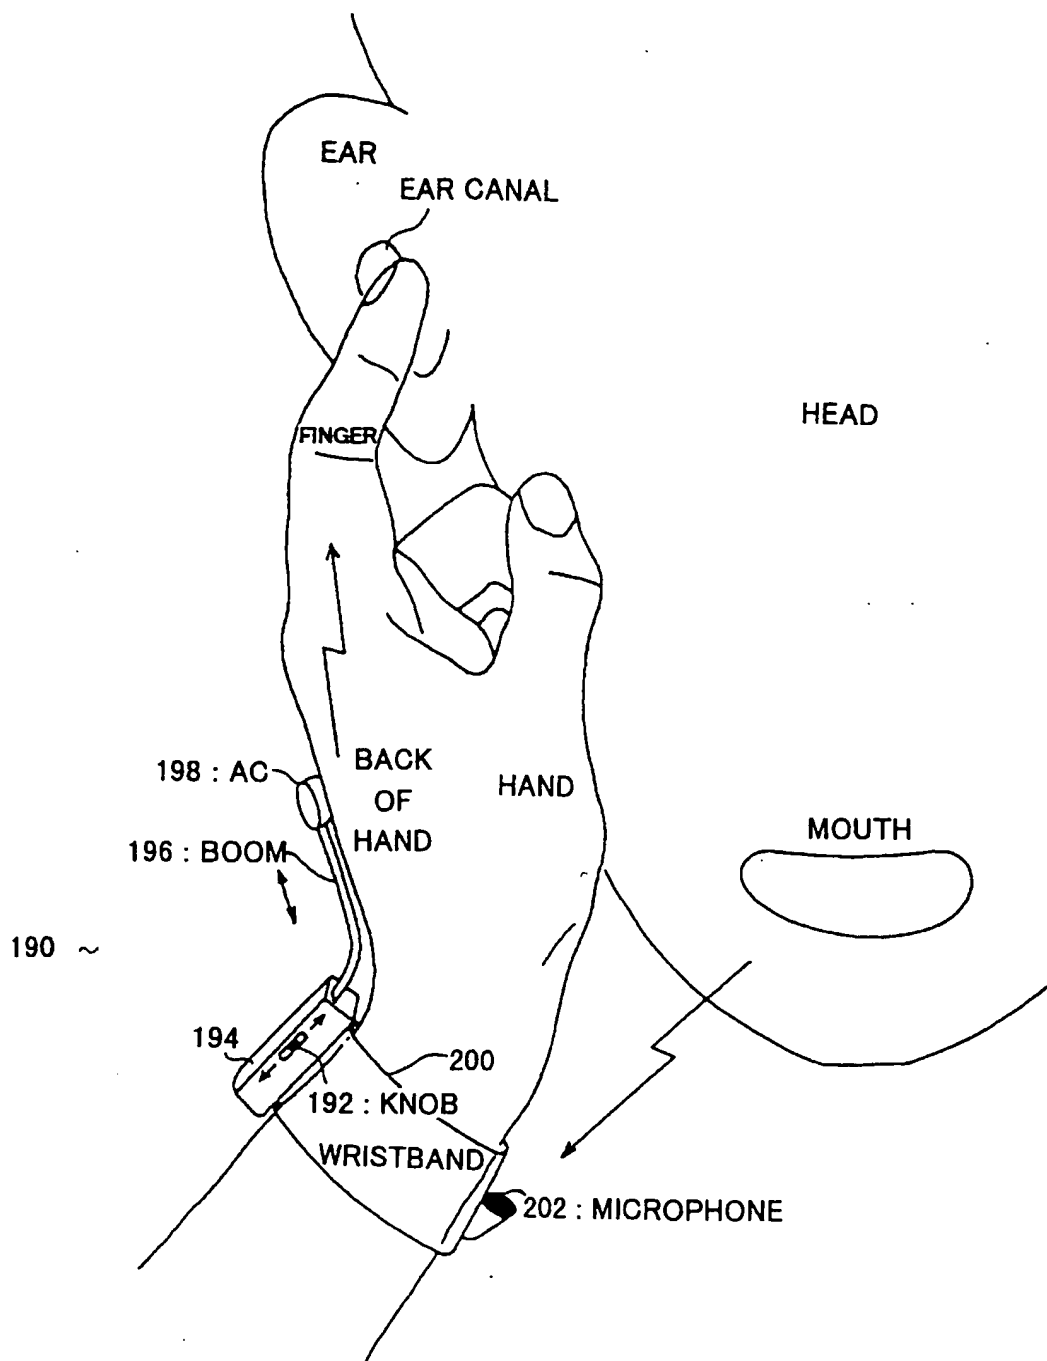 EAR
EAR CANAL
HEAD
FINGER
198 : AC
BACK
OF
HAND
HAND
MOUTH
196 : BOOM
190 ~
194
200
192 : KNOB
WRISTBAND
202 : MICROPHONE